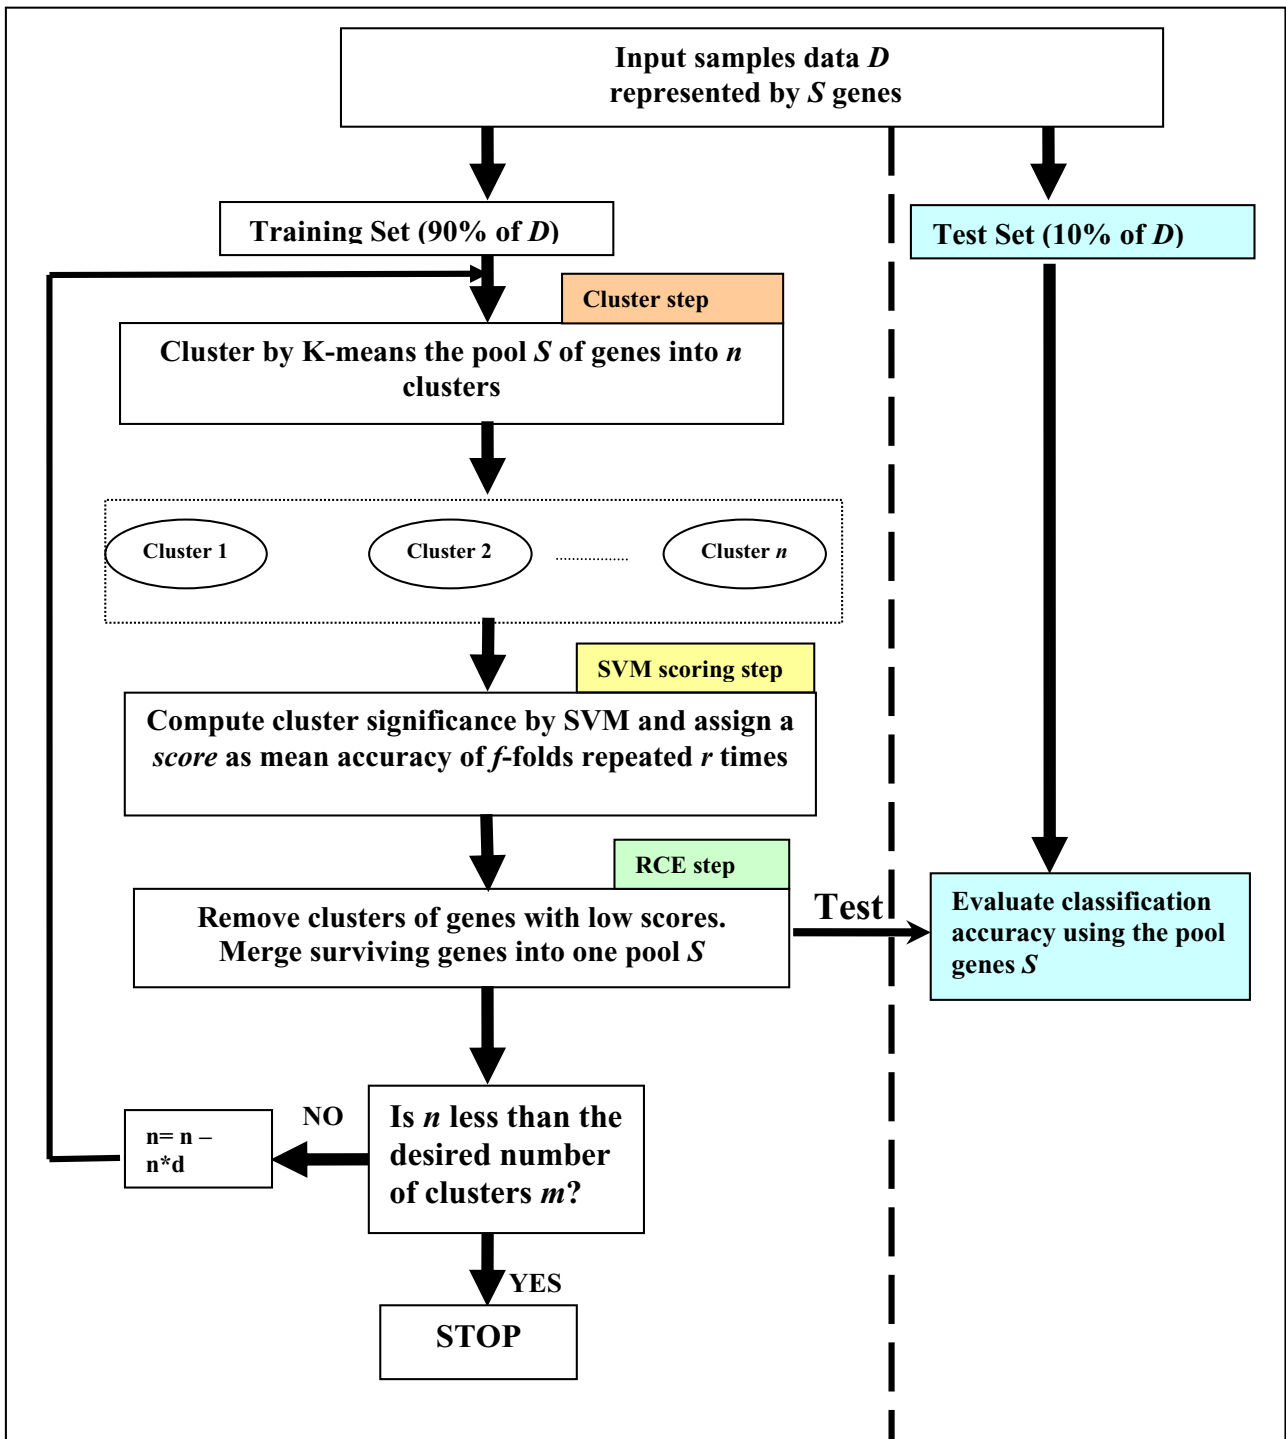 Input samples data D
represented by S genes
Training Set (90% of D)
Test Set (10% of D)
Cluster step
Cluster by K-means the pool S of genes into n
clusters
Cluster 1
Cluster 2
..................
Cluster n
SVM scoring step
Compute cluster significance by SVM and assign a
score as mean accuracy of f-folds repeated r times
RCE step
Remove clusters of genes with low scores.
Merge surviving genes into one pool S
Test
Evaluate classification
accuracy using the pool
genes S
Is n less than the
desired number
of clusters m?
NO
n= n –
n*d
YES
STOP